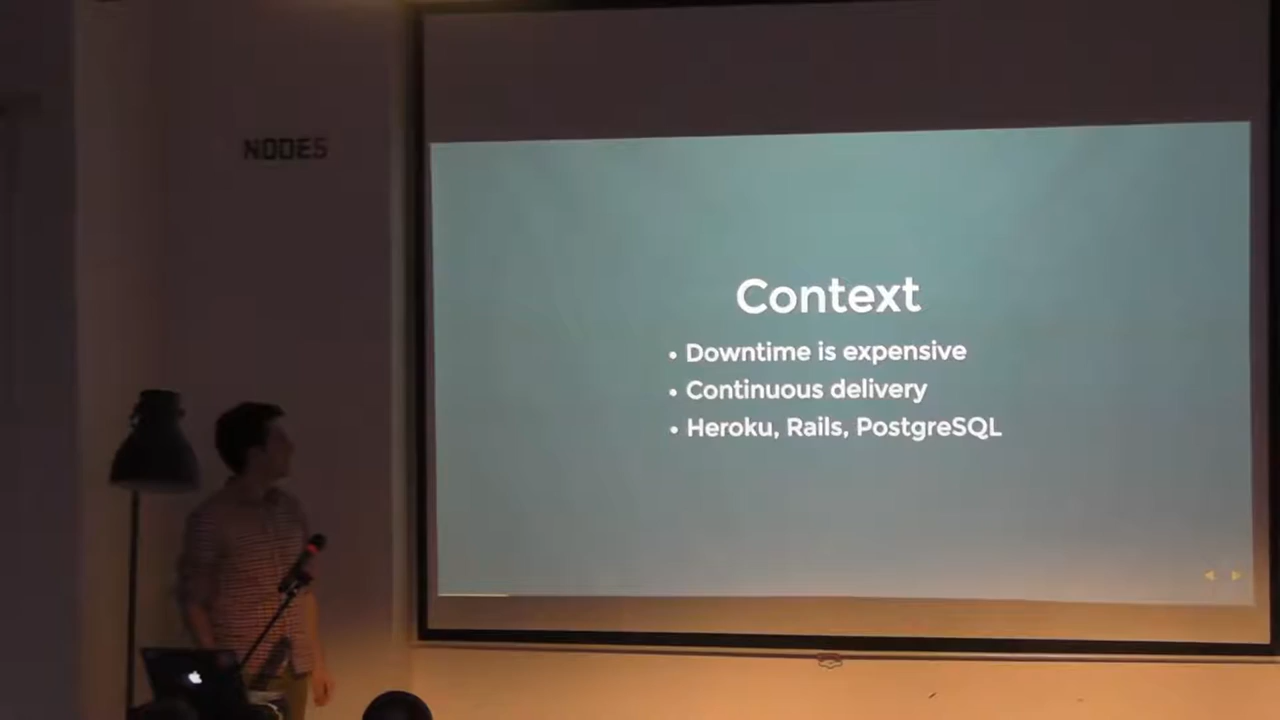 NODES
Context
• Downtime is expensive
• Continuous delivery
• Heroku, Rails, PostgreSQL